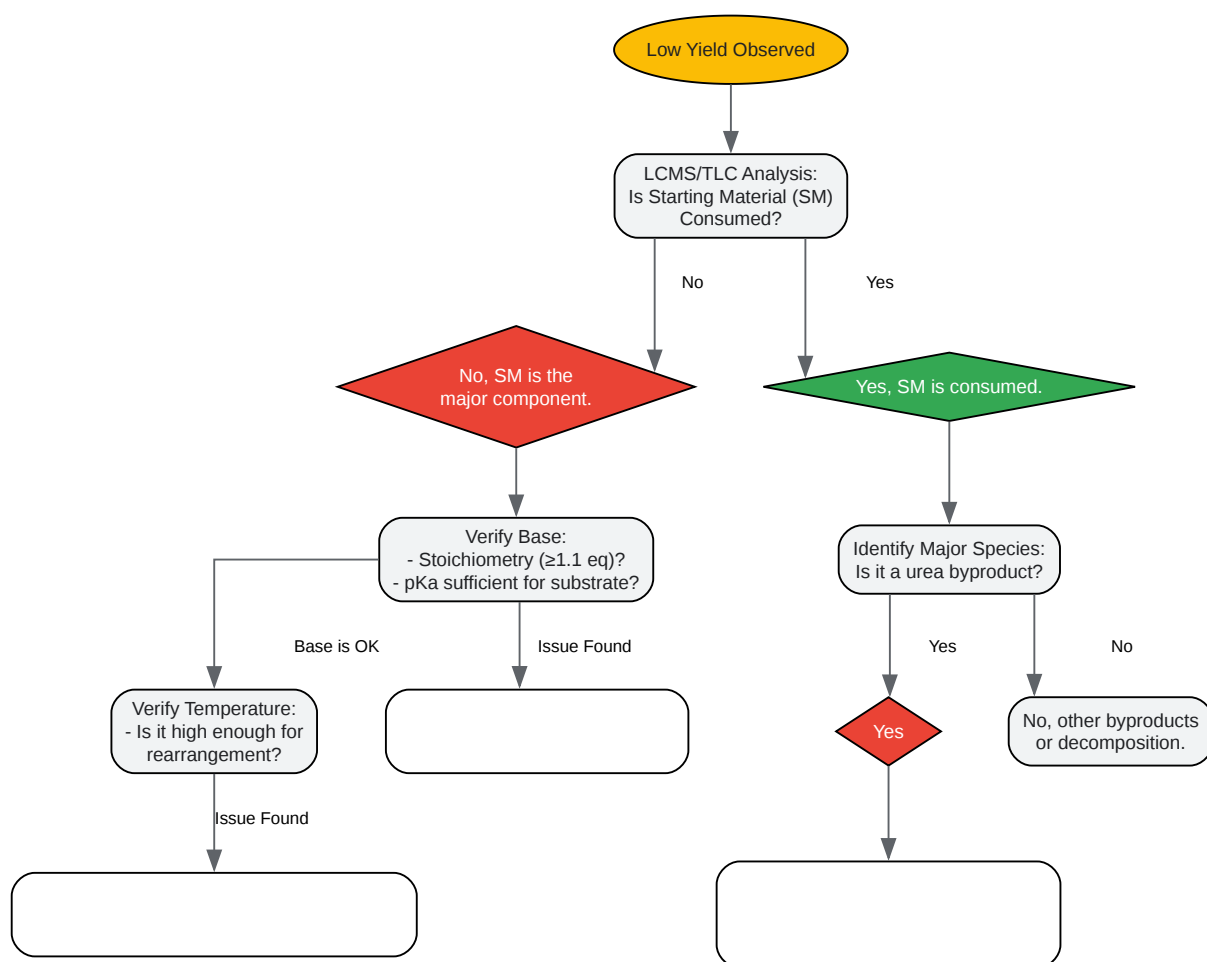 Low Yield Observed
LCMS/TLC Analysis:
Is Starting Material (SM)
Consumed?
No
Yes
No, SM is the
major component.
Yes, SM is consumed.
Verify Base:
- Stoichiometry (≥1.1 eq)?
- pKa sufficient for substrate?
Identify Major Species:
Is it a urea byproduct?
Base is OK
Issue Found
Yes
No
Verify Temperature:
- Is it high enough for
rearrangement?
Yes
No, other byproducts
or decomposition.
Issue Found